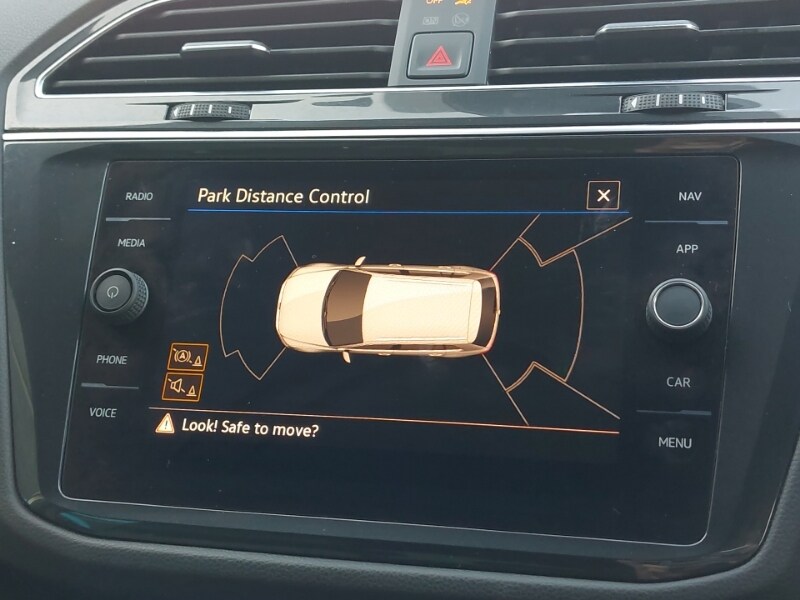 OFF
RADIO
Park Distance Control
NAV
MEDIA
APP
PHONE
CAR
VOICE
Look! Safe to move?
MENU